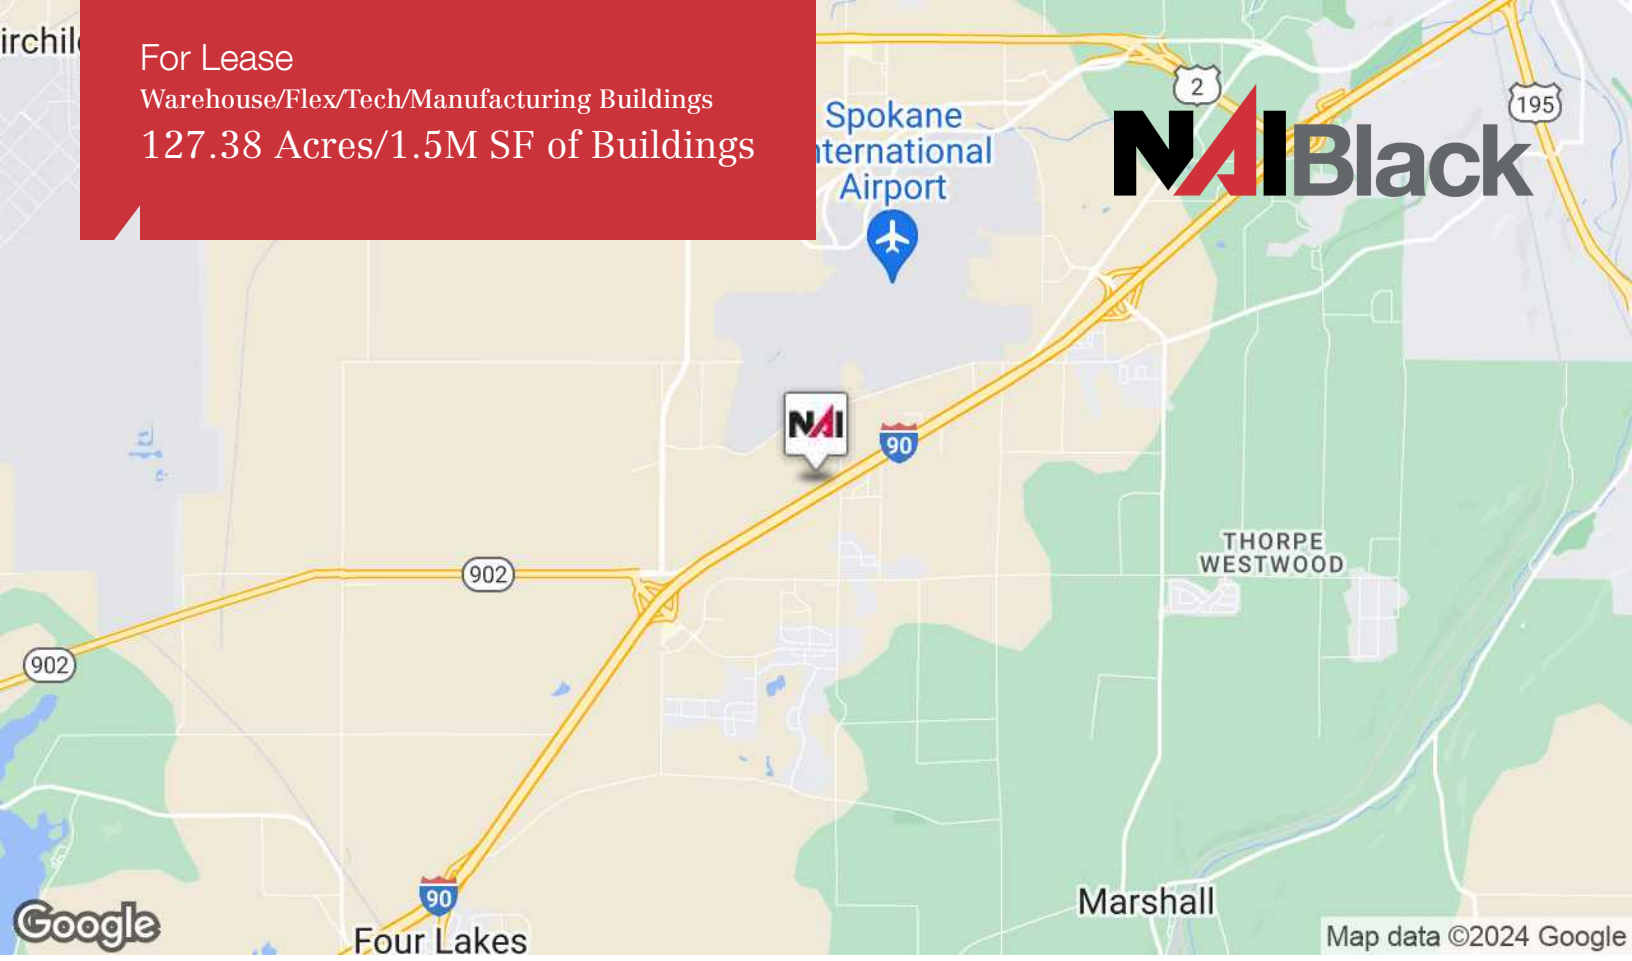 For Lease
Warehouse/Flex/Tech/Manufacturing Buildings
127.38 Acres/1.5M SF of Buildings
irchil
2
195
NAIBlack
Spokane
nternational
Airport
NAI
90
THORPE
WESTWOOD
902
902
90
Marshall
Google
Four Lakes
Map data ©2024 Google